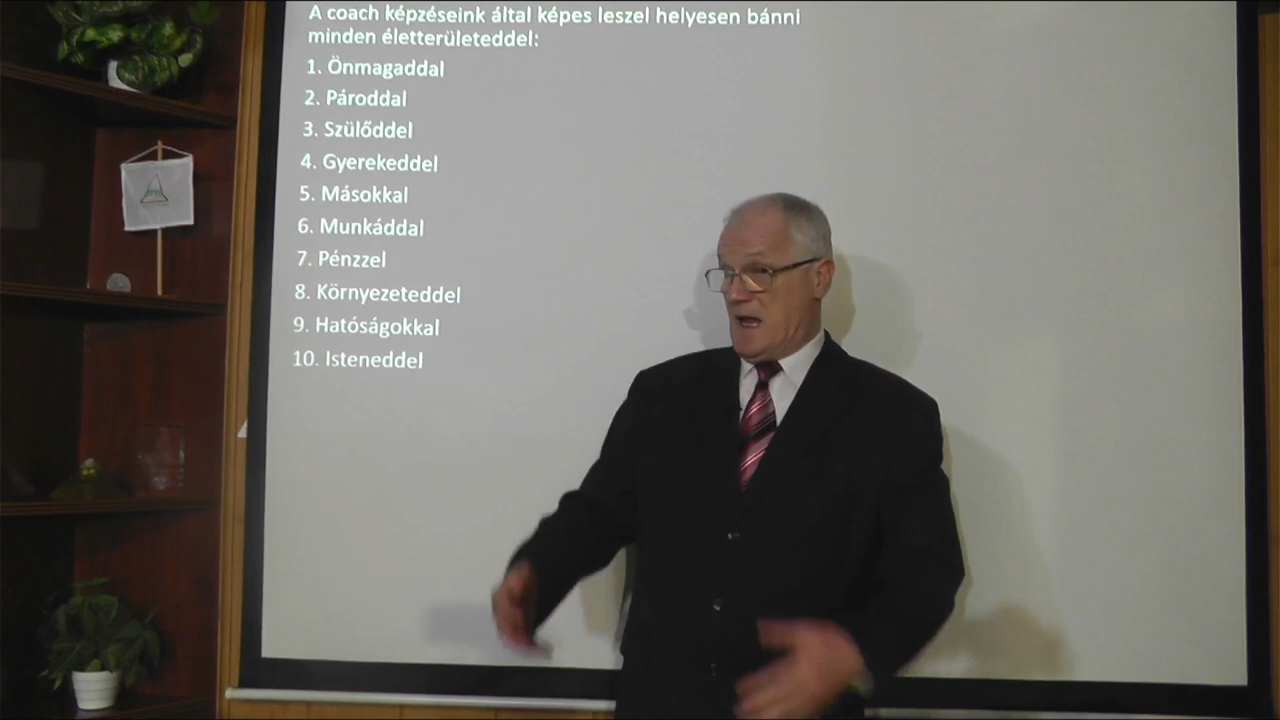 A coach képzéseink által képes leszel helyesen bánni
minden életterületeddel:
1. Önmagaddal
2. Pároddal
3. Szülőddel
4. Gyerekeddel
5. Másokkal
6. Munkáddal
7. Pénzzel
8. Környezeteddel
9. Hatóságokkal
10. Isteneddel